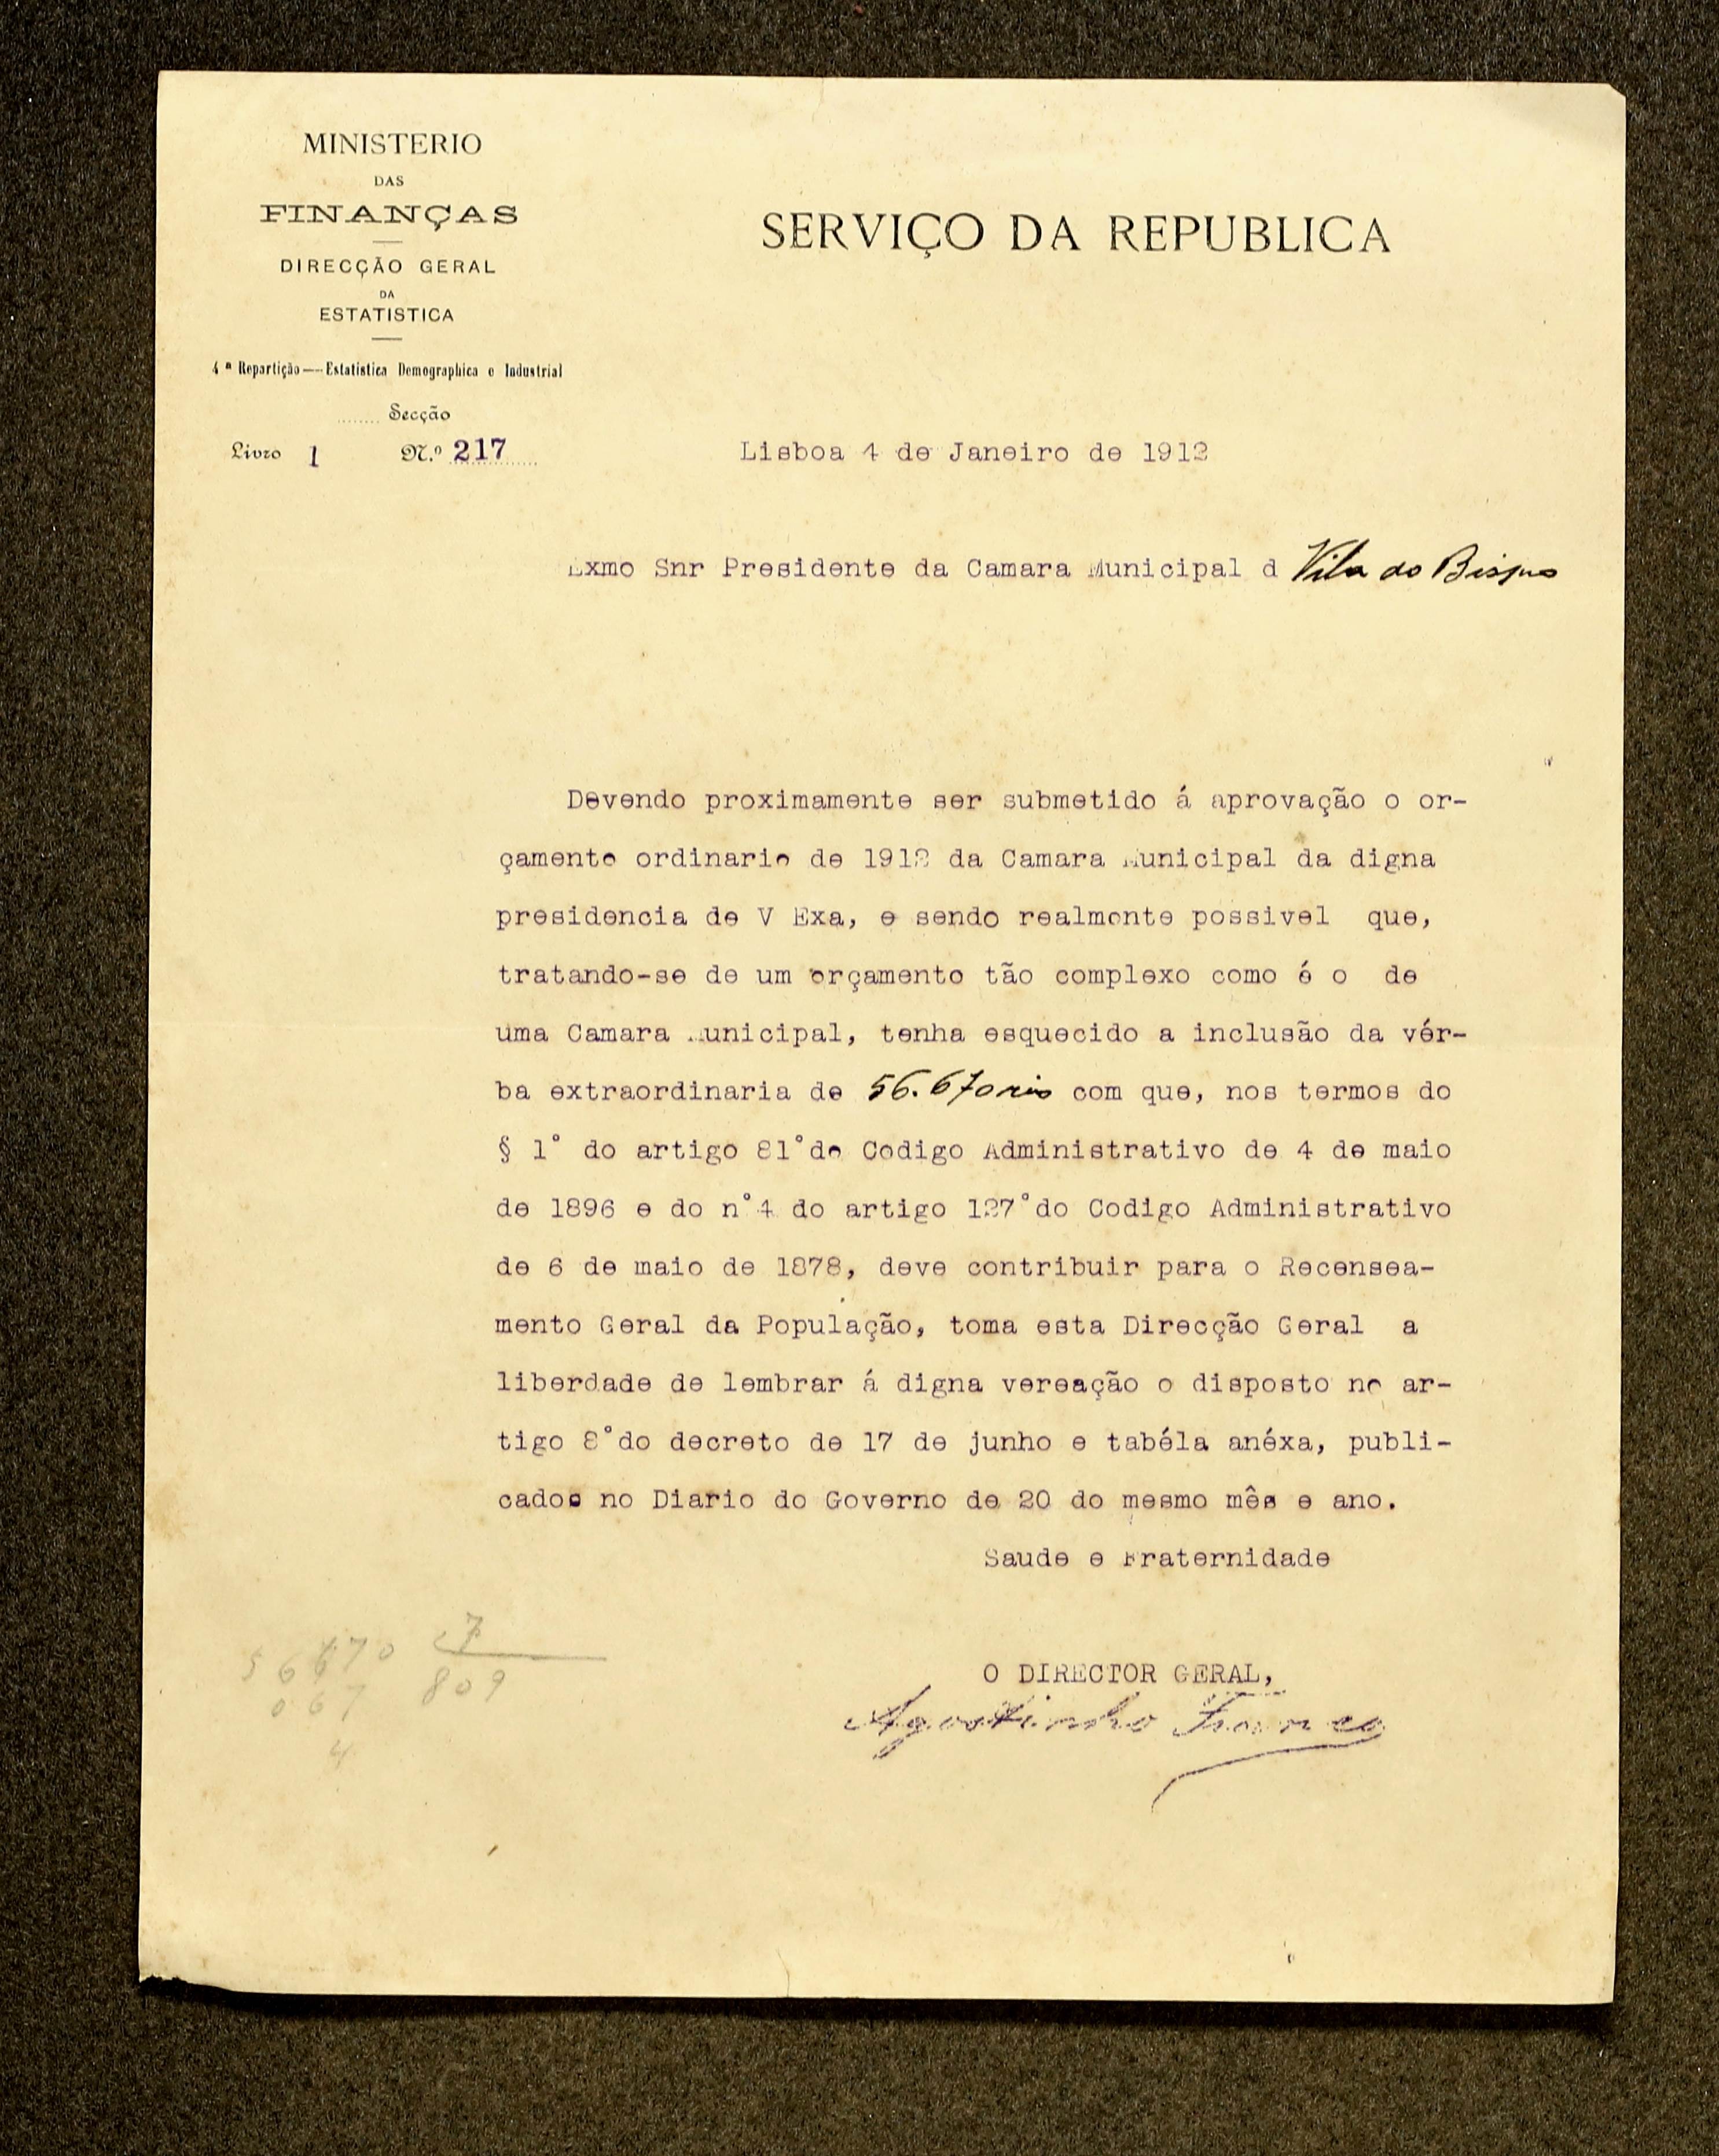 MINISTERIO
DAS
FINANÇAS
DIRECÇÃO GERAL
DA
ESTATISTICA
4ª Repartição — Estatistica Demographica e Industrial
........ Secção
Livro 1 N.º 217
SERVIÇO DA REPUBLICA
Lisboa 4 de Janeiro de 1912
Exmo Snr Presidente da Camara Municipal d Vila do Bispo
Devendo proximamente ser submetido á aprovação o or-
çamento ordinario de 1912 da Camara Municipal da digna
presidencia de V Exa, e sendo realmente possivel que,
tratando-se de um orçamento tão complexo como é o de
uma Camara Municipal, tenha esquecido a inclusão da vér-
ba extraordinaria de 56.670 reis com que, nos termos do
§ 1° do artigo 81° do Codigo Administrativo de 4 de maio
de 1896 e do n° 4 do artigo 127° do Codigo Administrativo
de 6 de maio de 1878, deve contribuir para o Recensea-
mento Geral da População, toma esta Direcção Geral a
liberdade de lembrar á digna vereação o disposto no ar-
tigo 8° do decreto de 17 de junho e tabéla anéxa, publi-
cados no Diario do Governo de 20 do mesmo mês e ano.
Saude e Fraternidade
O DIRECTOR GERAL,
Agostinho Franco
56670 7
067 809
4